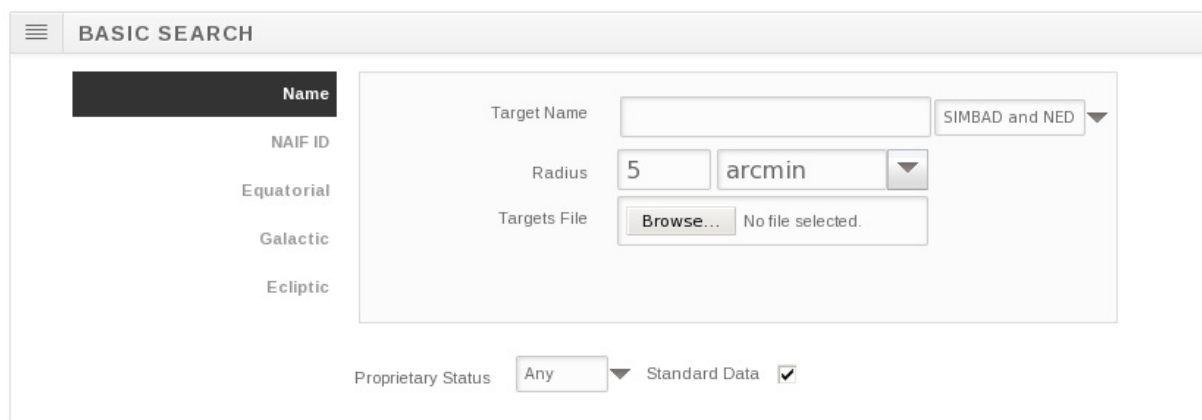 BASIC SEARCH
Name
NAIF ID
Equatorial
Galactic
Ecliptic
Target Name SIMBAD and NED
Radius 5 arcmin
Targets File Browse... No file selected.
Proprietary Status Any Standard Data